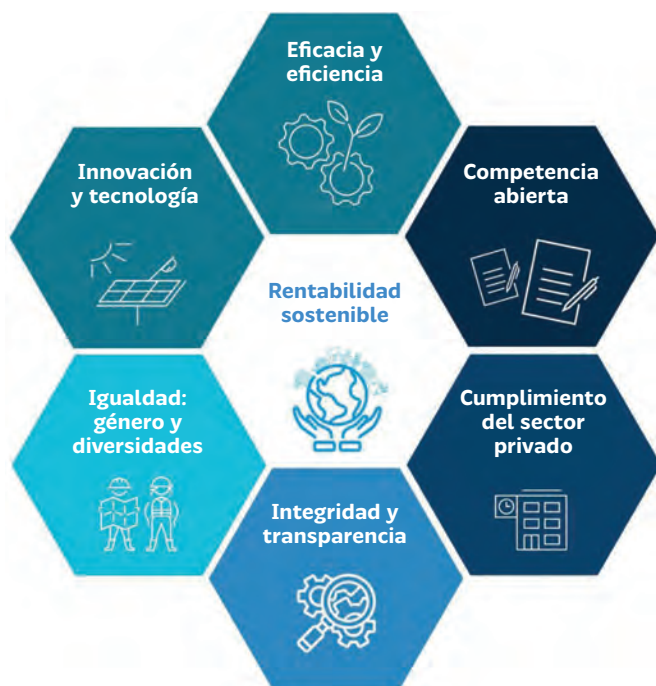 Eficacia y
eficiencia
Innovación
y tecnología
Competencia
abierta
Rentabilidad
sostenible
Igualdad:
género y
diversidades
Cumplimiento
del sector
privado
Integridad y
transparencia